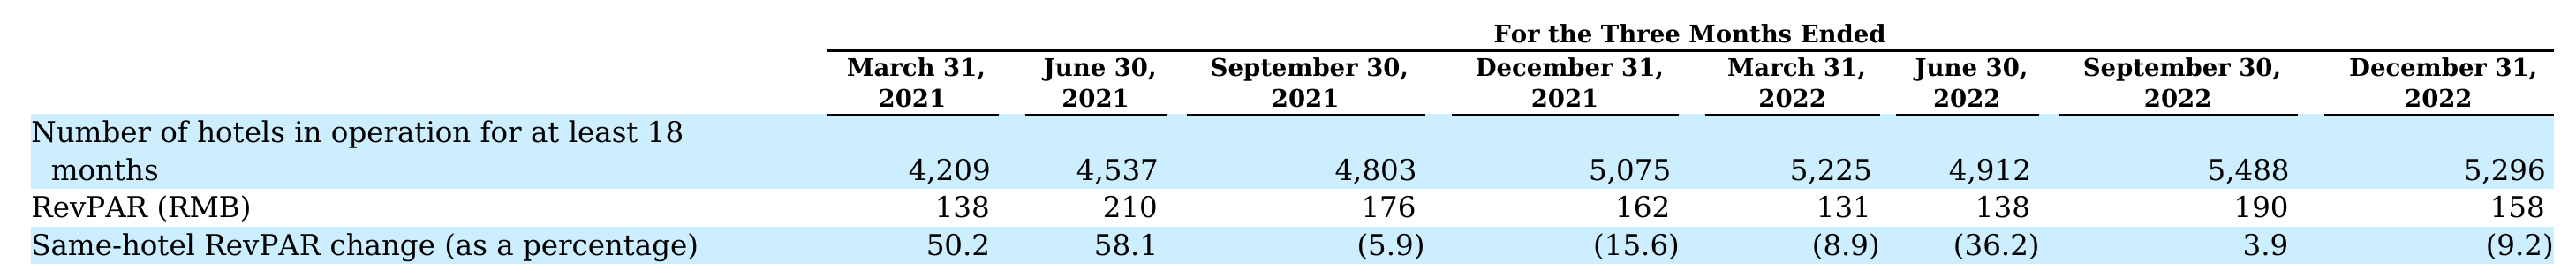 For the Three Months Ended
March 31, June 30, September 30, December 31, March 31, June 30, September 30, December 31,
2021 2021 2021 2021 2022 2022 2022 2022
Number of hotels in operation for at least 18
months 4,209 4,537 4,803 5,075 5,225 4,912 5,488 5,296
RevPAR (RMB) 138 210 176 162 131 138 190 158
Same-hotel RevPAR change (as a percentage) 50.2 58.1 (5.9) (15.6) (8.9) (36.2) 3.9 (9.2)